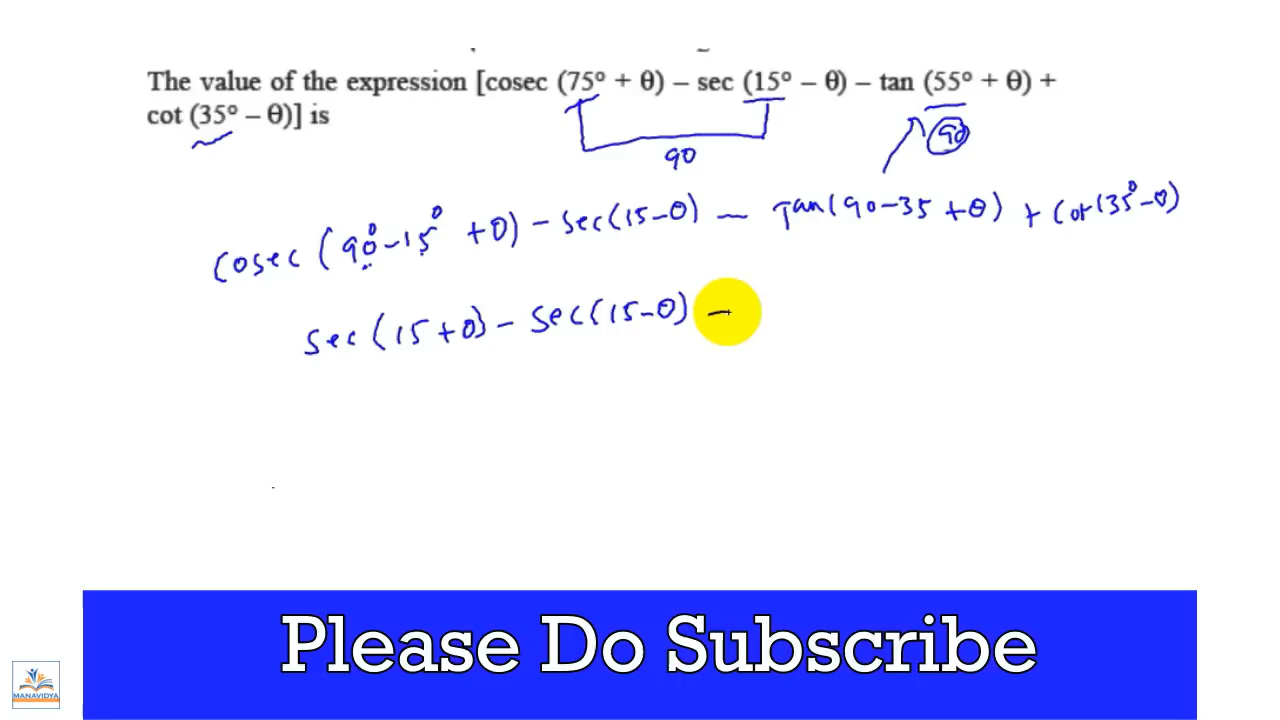 The value of the expression [cosec (75° + θ) – sec (15° – θ) – tan (55° + θ) +
cot (35° – θ)] is
90
90
cosec (90° – 15° + θ) – sec(15 – θ) – Tan(90 – 35 + θ) + cot(35° – θ)
sec(15 + θ) – sec(15 – θ) –
Please Do Subscribe
MANAVIDYA